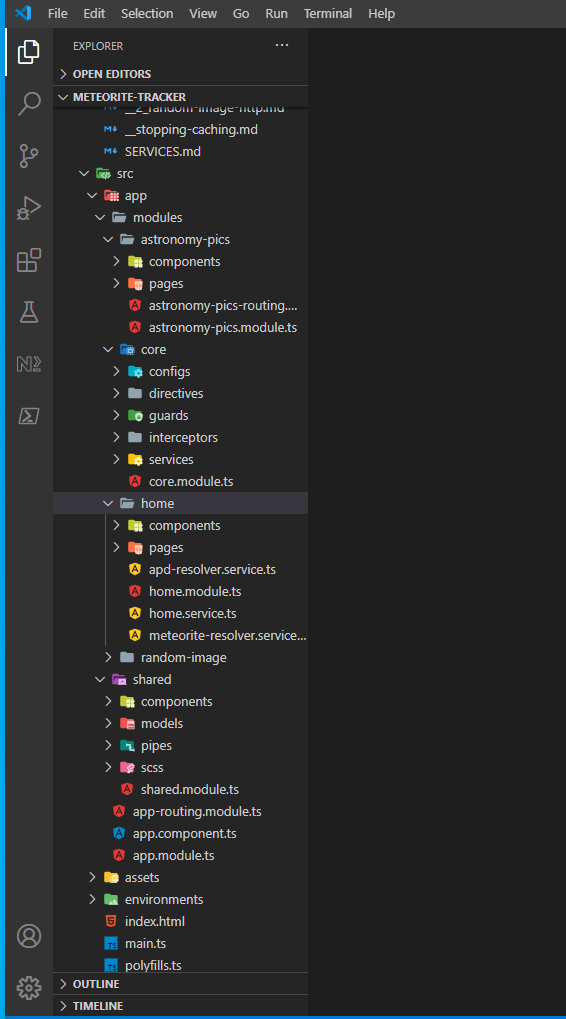 File Edit Selection View Go Run Terminal Help
EXPLORER
OPEN EDITORS
METEORITE-TRACKER
__2_random-image-http.md
__stopping-caching.md
SERVICES.md
src
app
modules
astronomy-pics
components
pages
astronomy-pics-routing....
astronomy-pics.module.ts
core
configs
directives
guards
interceptors
services
core.module.ts
home
components
pages
apd-resolver.service.ts
home.module.ts
home.service.ts
meteorite-resolver.service...
random-image
shared
components
models
pipes
scss
shared.module.ts
app-routing.module.ts
app.component.ts
app.module.ts
assets
environments
index.html
main.ts
polyfills.ts
OUTLINE
TIMELINE